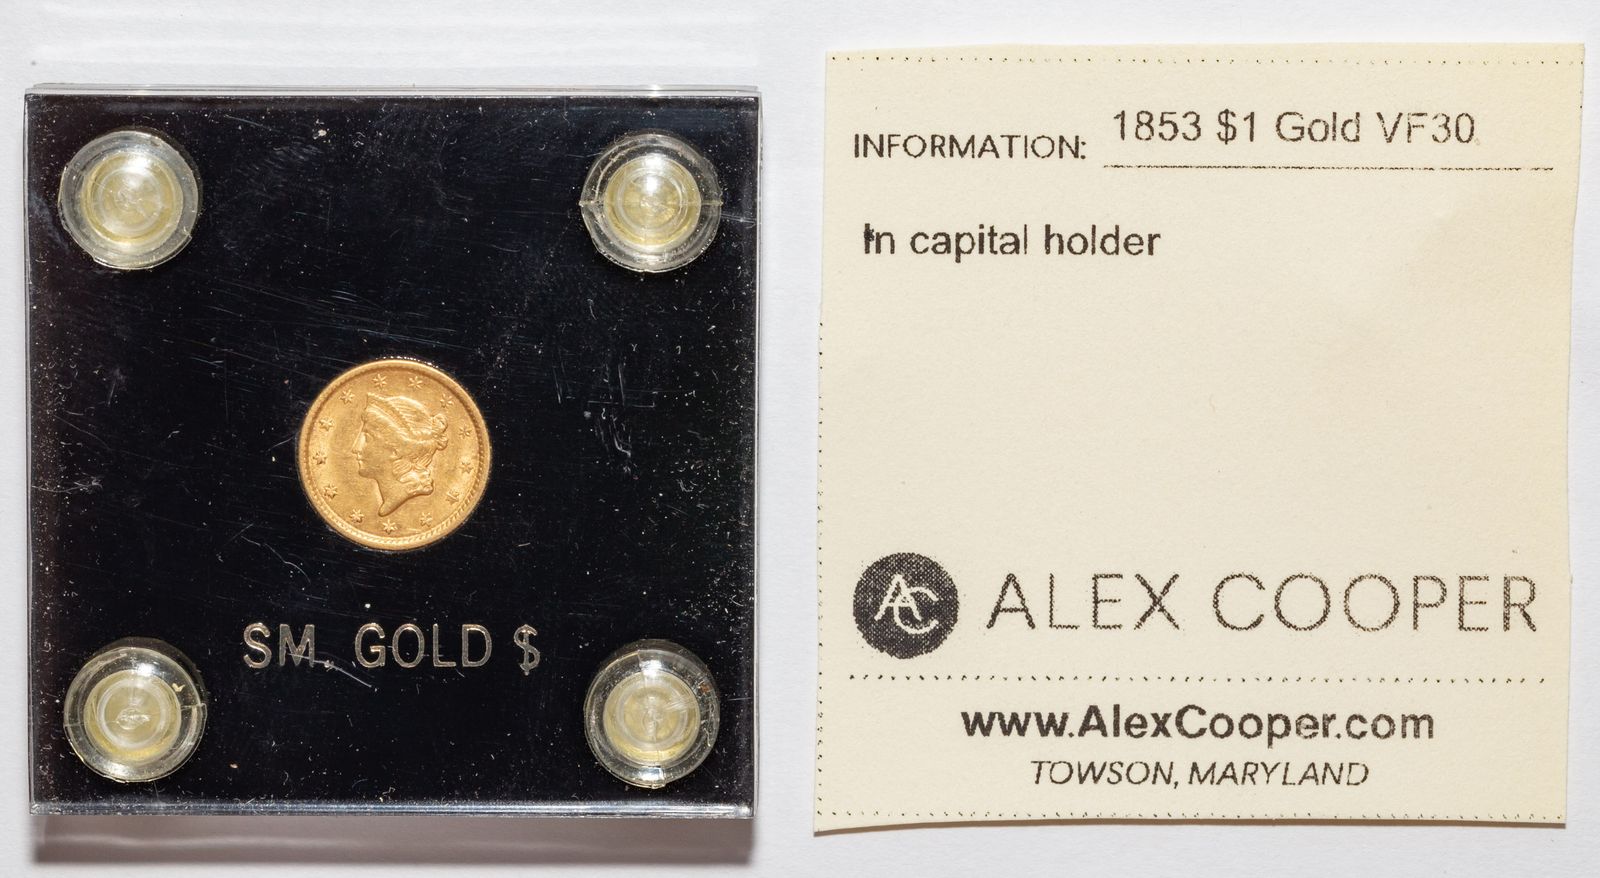 SM. GOLD $
INFORMATION: 1853 $1 Gold VF30
In capital holder
AC ALEX COOPER
www.AlexCooper.com
TOWSON, MARYLAND